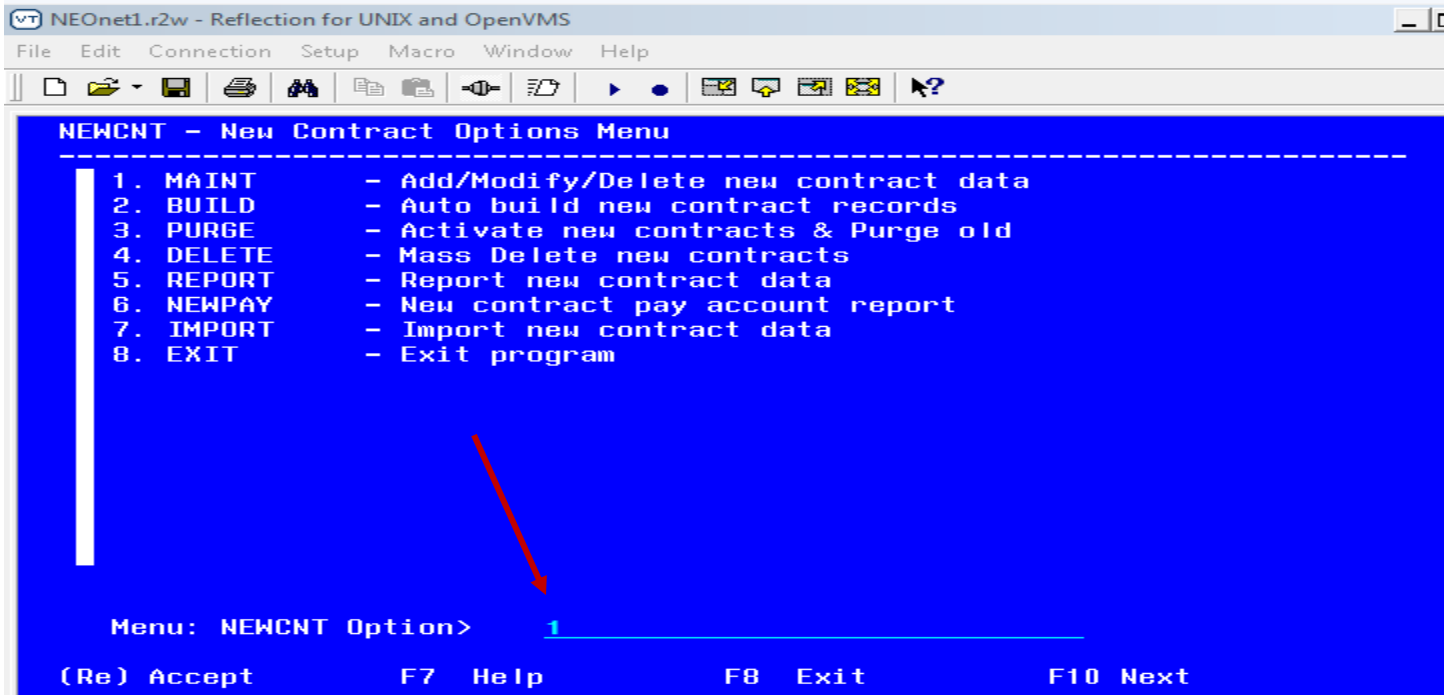 VT NEOnet1.r2w - Reflection for UNIX and OpenVMS
File Edit Connection Setup Macro Window Help
NEWCNT - New Contract Options Menu
1. MAINT - Add/Modify/Delete new contract data
2. BUILD - Auto build new contract records
3. PURGE - Activate new contracts & Purge old
4. DELETE - Mass Delete new contracts
5. REPORT - Report new contract data
6. NEWPAY - New contract pay account report
7. IMPORT - Import new contract data
8. EXIT - Exit program
Menu: NEWCNT Option> 1
(Re) Accept F7 Help F8 Exit F10 Next